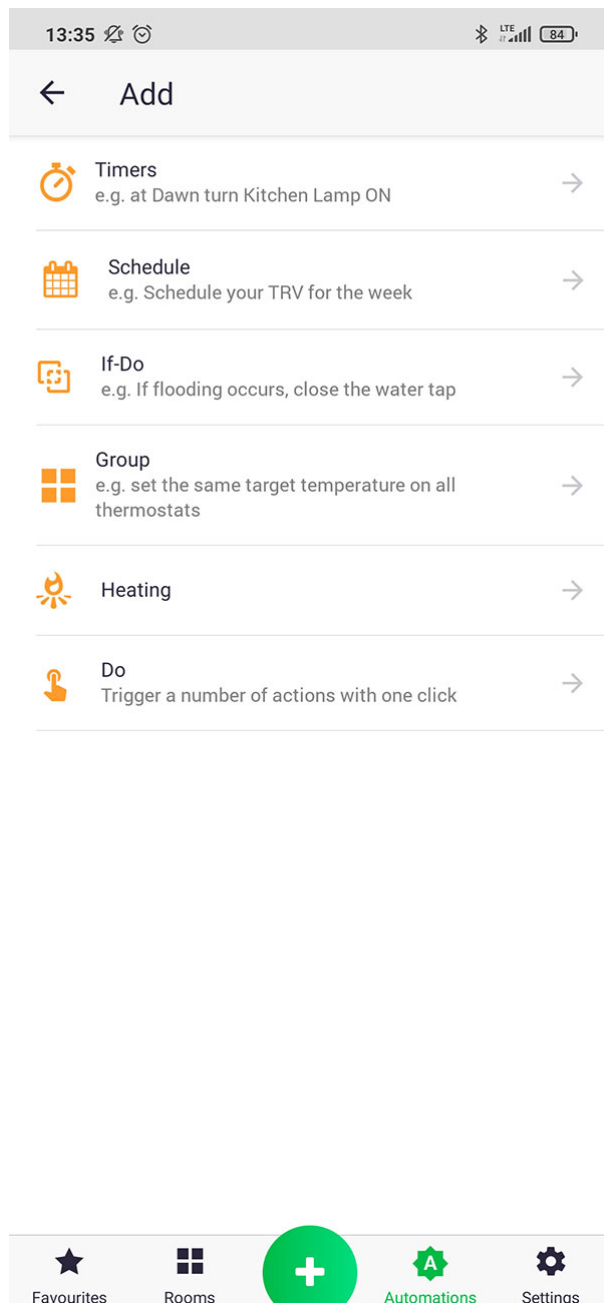 13:35
LTE
84
Add
Timers
e.g. at Dawn turn Kitchen Lamp ON
Schedule
e.g. Schedule your TRV for the week
If-Do
e.g. If flooding occurs, close the water tap
Group
e.g. set the same target temperature on all
thermostats
Heating
Do
Trigger a number of actions with one click
A
Favourites
Rooms
Automations
Settings